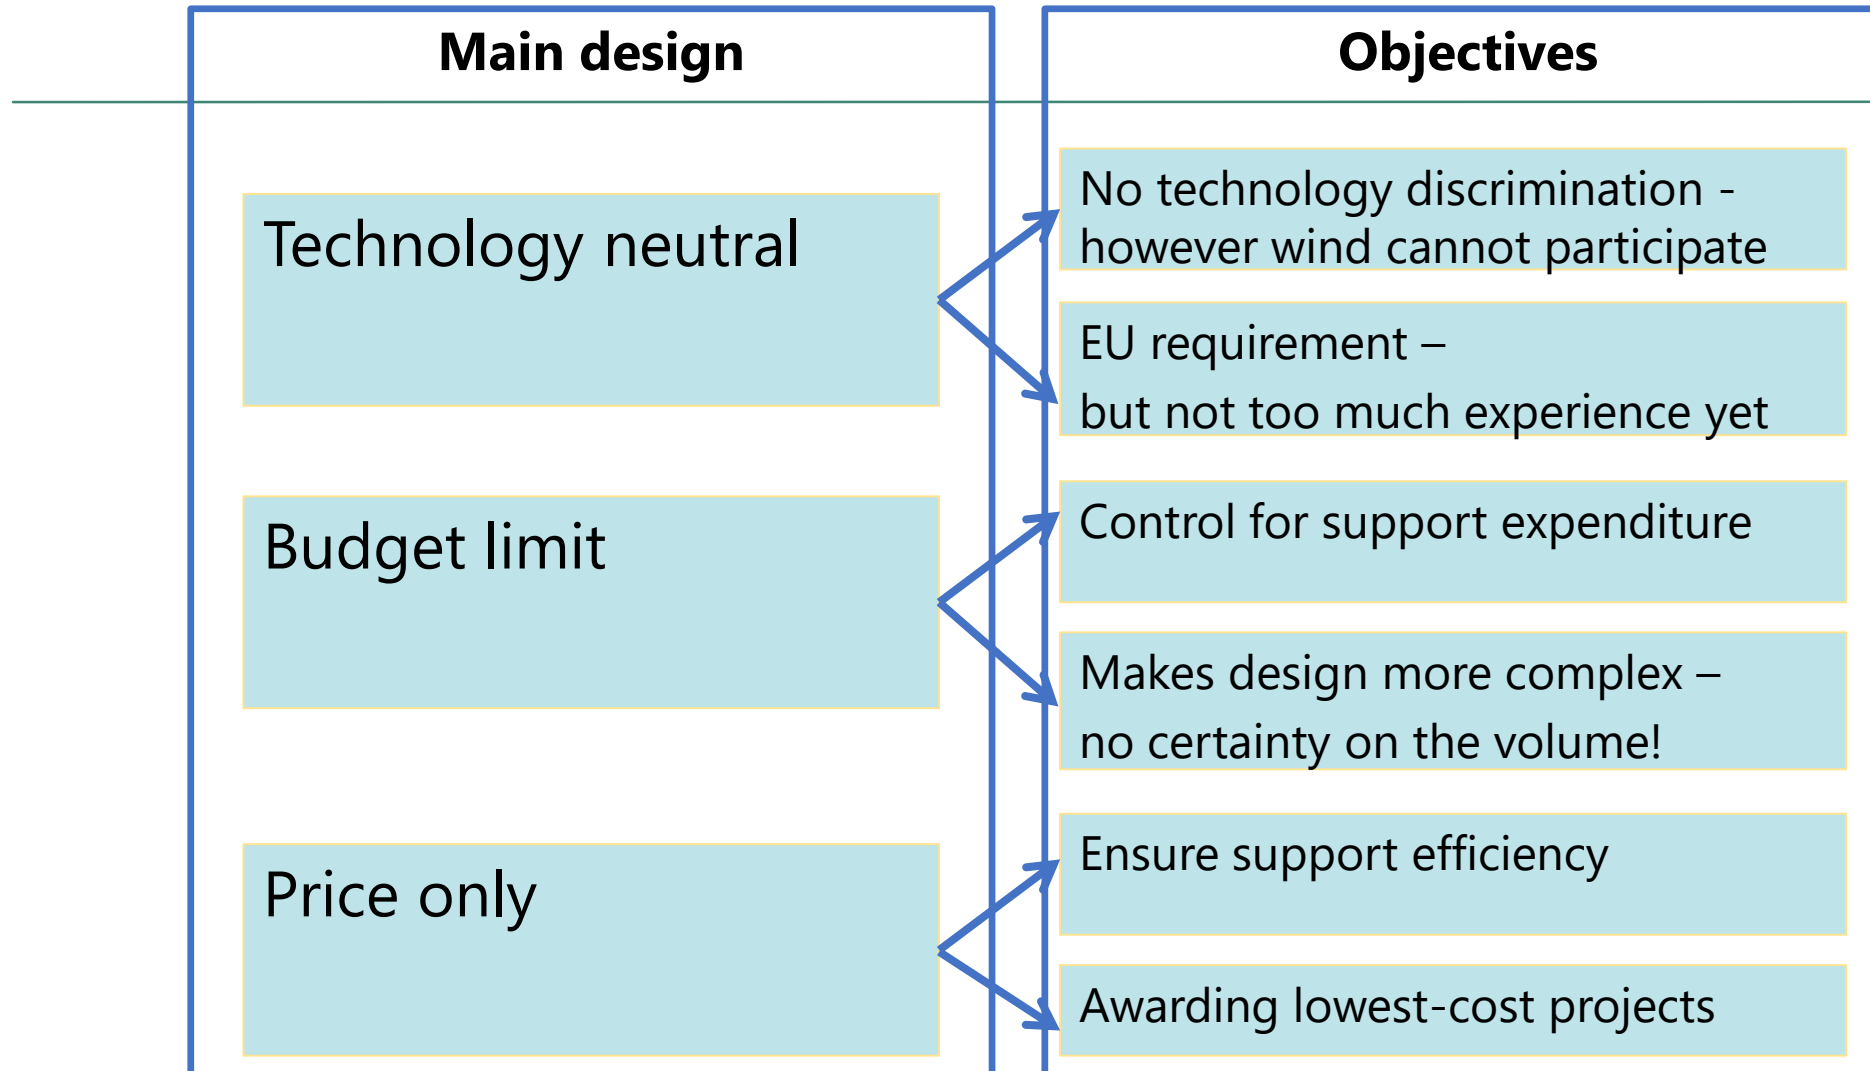 Main design
Objectives
Technology neutral
No technology discrimination -
however wind cannot participate
EU requirement –
but not too much experience yet
Budget limit
Control for support expenditure
Makes design more complex –
no certainty on the volume!
Price only
Ensure support efficiency
Awarding lowest-cost projects